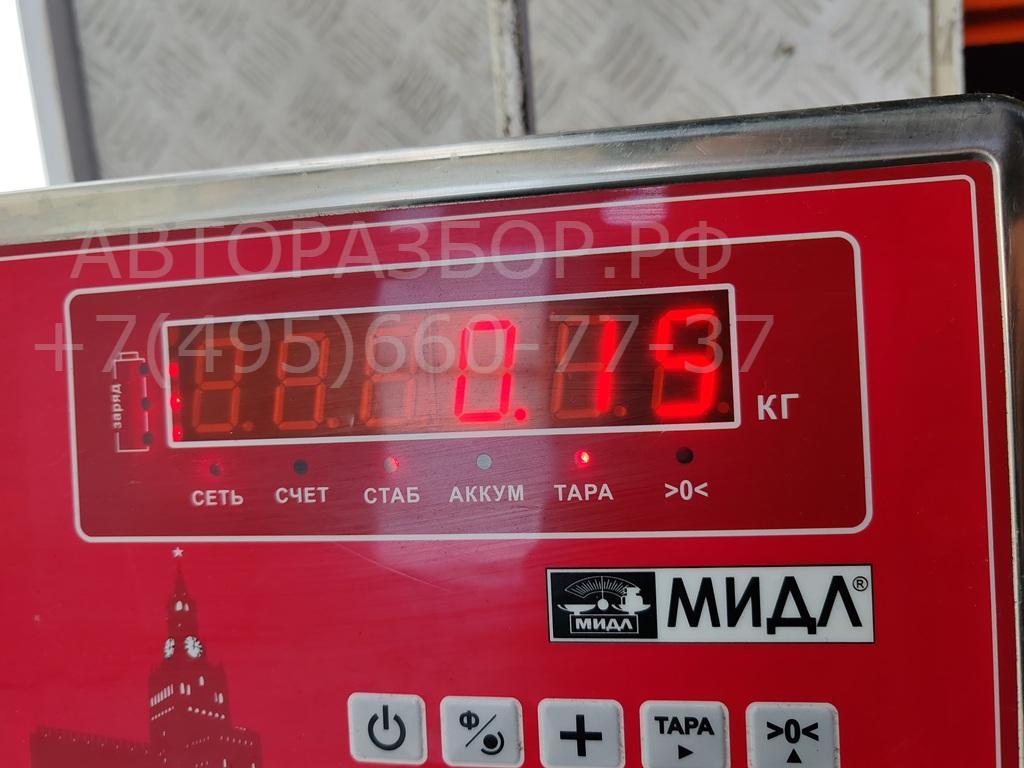 АВТОРАЗБОР.РФ
+7(495)660-77-37
заряд
0.15
КГ
СЕТЬ СЧЕТ СТАБ АККУМ ТАРА >0<
МИДЛ МИДЛ®
Ф/ + ТАРА >0<